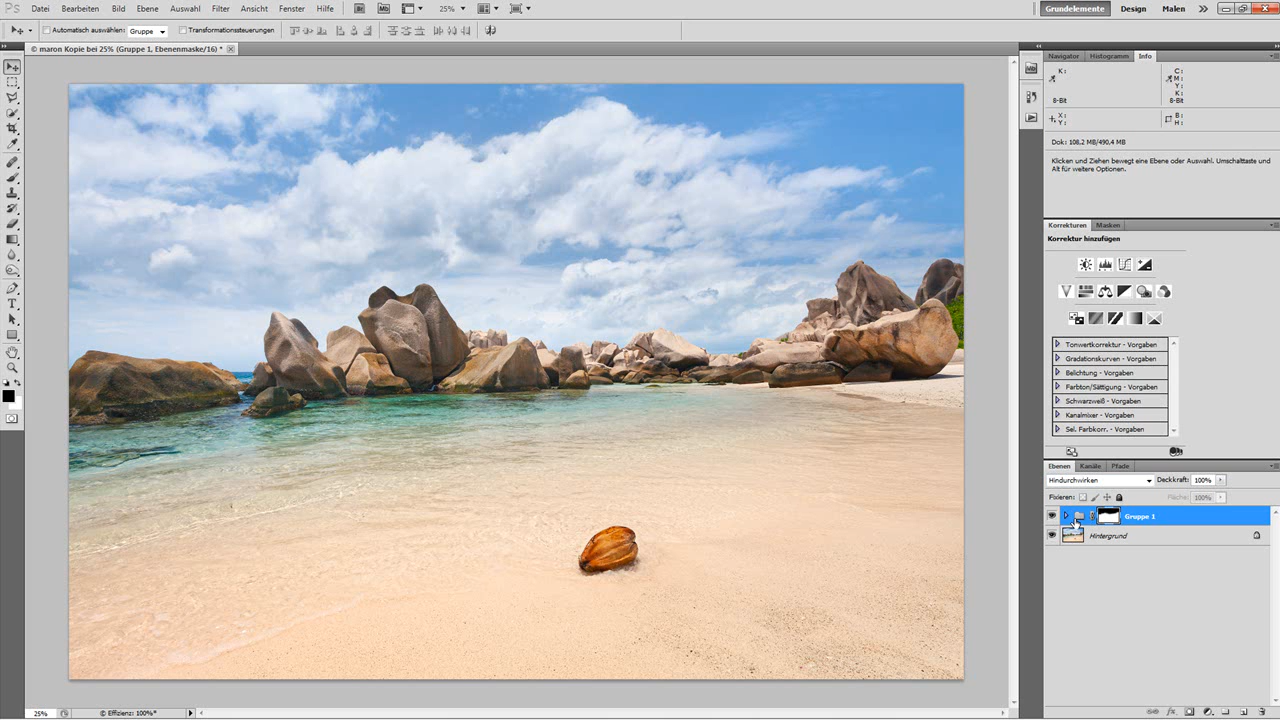 Ps Datei Bearbeiten Bild Ebene Auswahl Filter Ansicht Fenster Hilfe Br Mb 25% Grundelemente Design Malen
Automatisch auswählen: Gruppe Transformationssteuerungen
© maron Kopie bei 25% (Gruppe 1, Ebenenmaske/16) *
Navigator Histogramm Info
K: C:
M:
Y:
K:
8-Bit 8-Bit
X: B:
Y: H:
Dok: 108,2 MB/490,4 MB
Klicken und Ziehen bewegt eine Ebene oder Auswahl. Umschalttaste und
Alt für weitere Optionen.
Korrekturen Masken
Korrektur hinzufügen
Tonwertkorrektur - Vorgaben
Gradationskurven - Vorgaben
Belichtung - Vorgaben
Farbton/Sättigung - Vorgaben
Schwarzweiß - Vorgaben
Kanalmixer - Vorgaben
Sel. Farbkorr. - Vorgaben
Ebenen Kanäle Pfade
Hindurchwirken Deckkraft: 100%
Fixieren: Fläche: 100%
Gruppe 1
Hintergrund
25% © Effizienz: 100%*